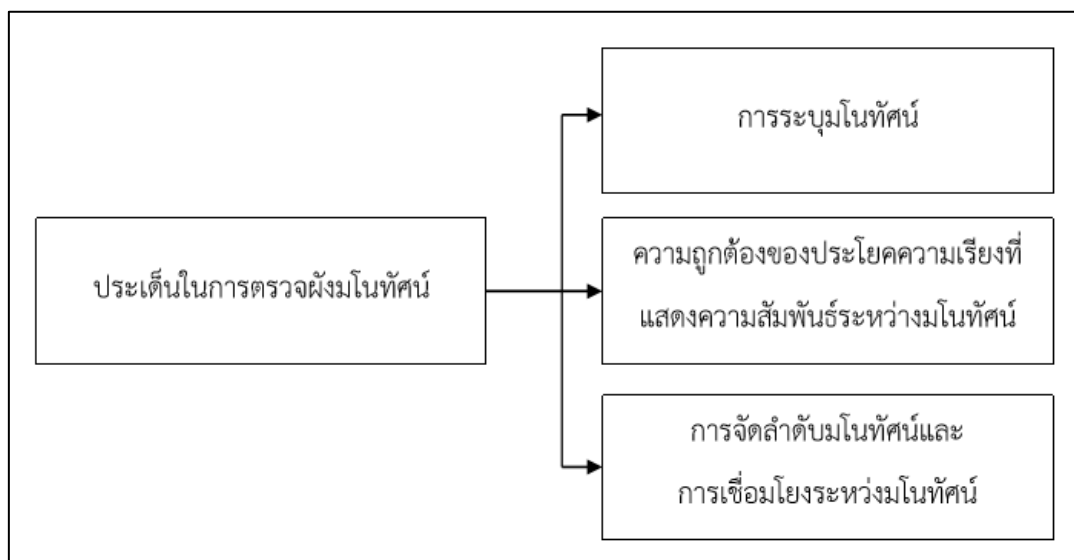 การระบุมโนทัศน์
ประเด็นในการตรวจผังมโนทัศน์
ความถูกต้องของประโยคความเรียงที่
แสดงความสัมพันธ์ระหว่างมโนทัศน์
การจัดลำดับมโนทัศน์และ
การเชื่อมโยงระหว่งมโนทัศน์